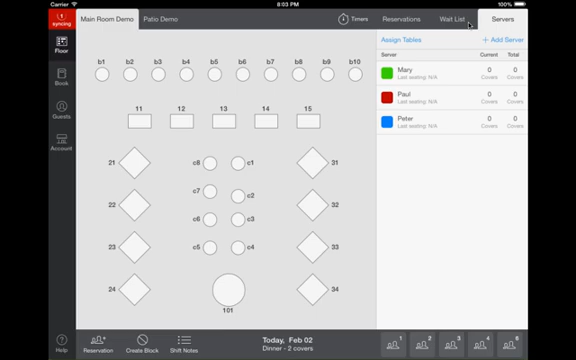 Carrier 8:03 PM 100%
1 syncing Main Room Demo Patio Demo Timers Reservations Wait List Servers
Floor
Book
Guests
Account
Help
Assign Tables + Add Server
Server Current Total
Mary 0 0
Last seating: N/A Covers Covers
Paul 0 0
Last seating: N/A Covers Covers
Peter 0 0
Last seating: N/A Covers Covers
b1 b2 b3 b4 b5 b6 b7 b8 b9 b10
11 12 13 14 15
21 c8 c1 31
c7 c2
22 32
c6 c3
23 c5 c4 33
24 34
101
Reservation Create Block Shift Notes
Today, Feb 02
Dinner - 2 covers
1 2 3 4 6